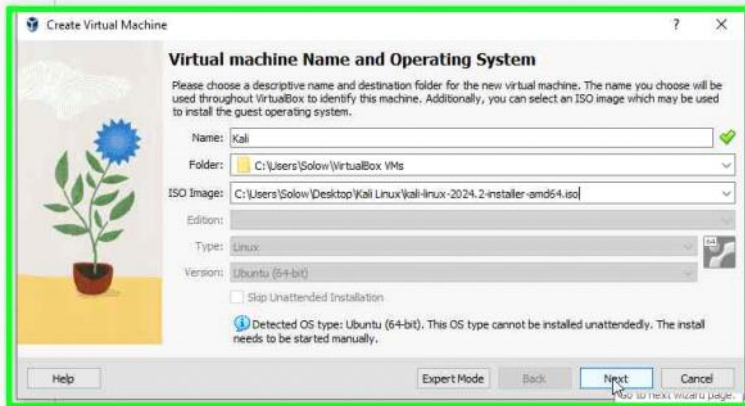 Create Virtual Machine
?
Virtual machine Name and Operating System
Please choose a descriptive name and destination folder for the new virtual machine. The name you choose will be
used throughout VirtualBox to identify this machine. Additionally, you can select an ISO image which may be used
to install the guest operating system.
Name: Kali
Folder: C:\Users\Solow\VirtualBox VMs
ISO Image: C:\Users\Solow\Desktop\Kali Linux\kali-linux-2024.2-installer-amd64.iso
Edition:
Type: Linux
64
Version: Ubuntu (64-bit)
Skip Unattended Installation
Detected OS type: Ubuntu (64-bit). This OS type cannot be installed unattendedly. The install
needs to be started manually.
Help Expert Mode Back Next Cancel
Go to next wizard page.